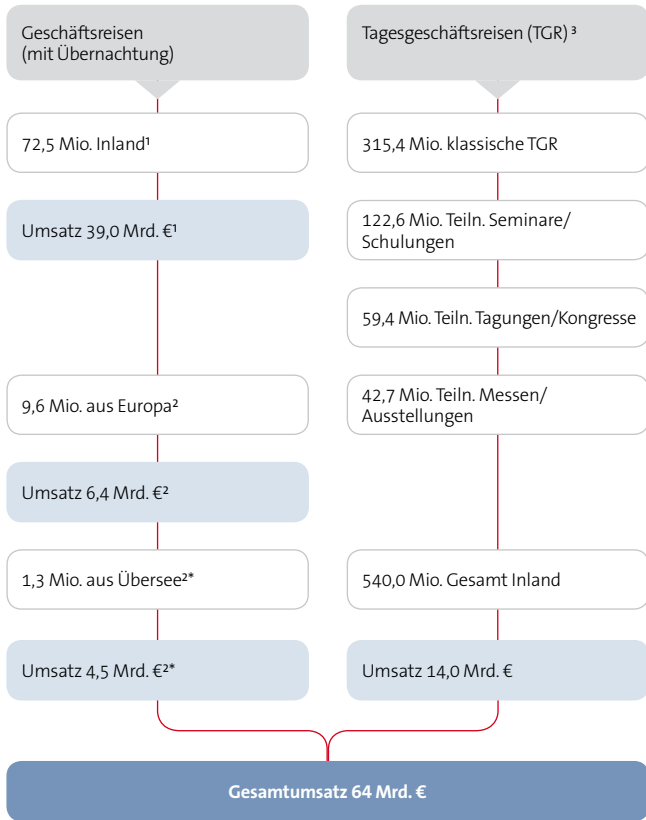 Geschäftsreisen
(mit Übernachtung)
72,5 Mio. Inland¹
Umsatz 39,0 Mrd. €¹
9,6 Mio. aus Europa²
Umsatz 6,4 Mrd. €²
1,3 Mio. aus Übersee²*
Umsatz 4,5 Mrd. €²*
Tagesgeschäftsreisen (TGR) ³
315,4 Mio. klassische TGR
122,6 Mio. Teiln. Seminare/
Schulungen
59,4 Mio. Teiln. Tagungen/Kongresse
42,7 Mio. Teiln. Messen/
Ausstellungen
540,0 Mio. Gesamt Inland
Umsatz 14,0 Mrd. €
Gesamtumsatz 64 Mrd. €